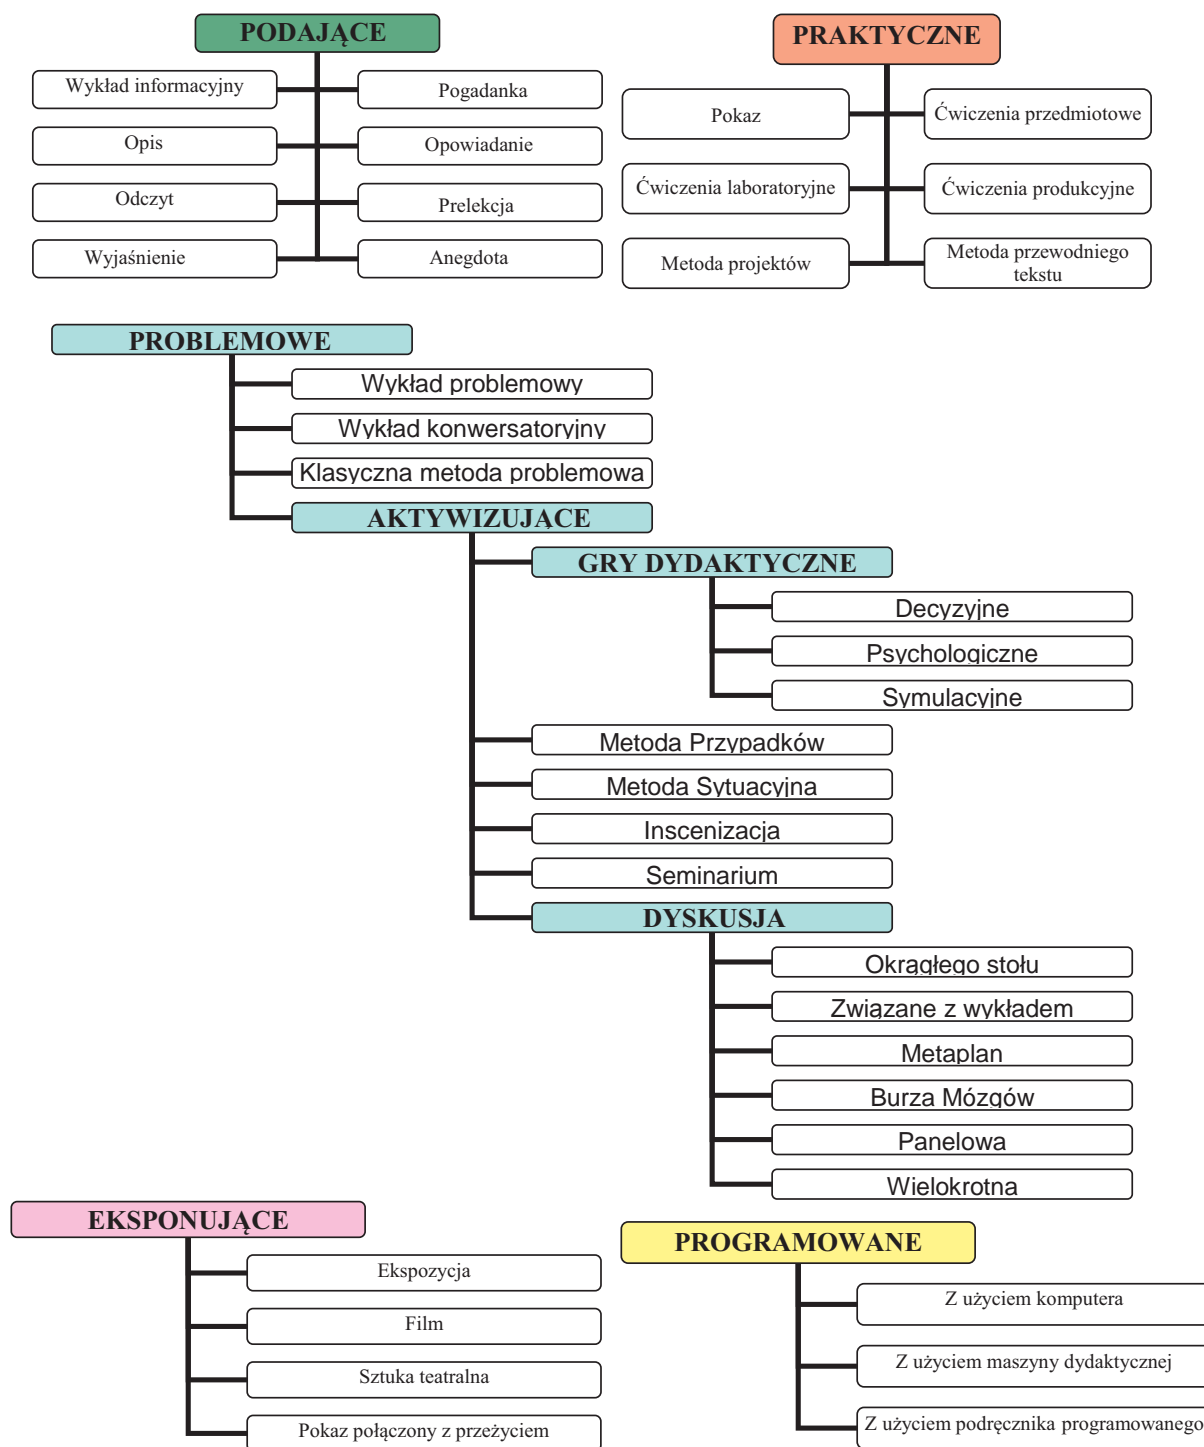 PODAJĄCE
Wykład informacyjny
Pogadanka
Opis
Opowiadanie
Odczyt
Prelekcja
Wyjaśnienie
Anegdota
PRAKTYCZNE
Pokaz
Ćwiczenia przedmiotowe
Ćwiczenia laboratoryjne
Ćwiczenia produkcyjne
Metoda projektów
Metoda przewodniego
tekstu
PROBLEMOWE
Wykład problemowy
Wykład konwersatoryjny
Klasyczna metoda problemowa
AKTYWIZUJĄCE
GRY DYDAKTYCZNE
Decyzyjne
Psychologiczne
Symulacyjne
Metoda Przypadków
Metoda Sytuacyjna
Inscenizacja
Seminarium
DYSKUSJA
Okrągłego stołu
Związane z wykładem
Metaplan
Burza Mózgów
Panelowa
Wielokrotna
EKSPONUJĄCE
Ekspozycja
Film
Sztuka teatralna
Pokaz połączony z przeżyciem
PROGRAMOWANE
Z użyciem komputera
Z użyciem maszyny dydaktycznej
Z użyciem podręcznika programowanego